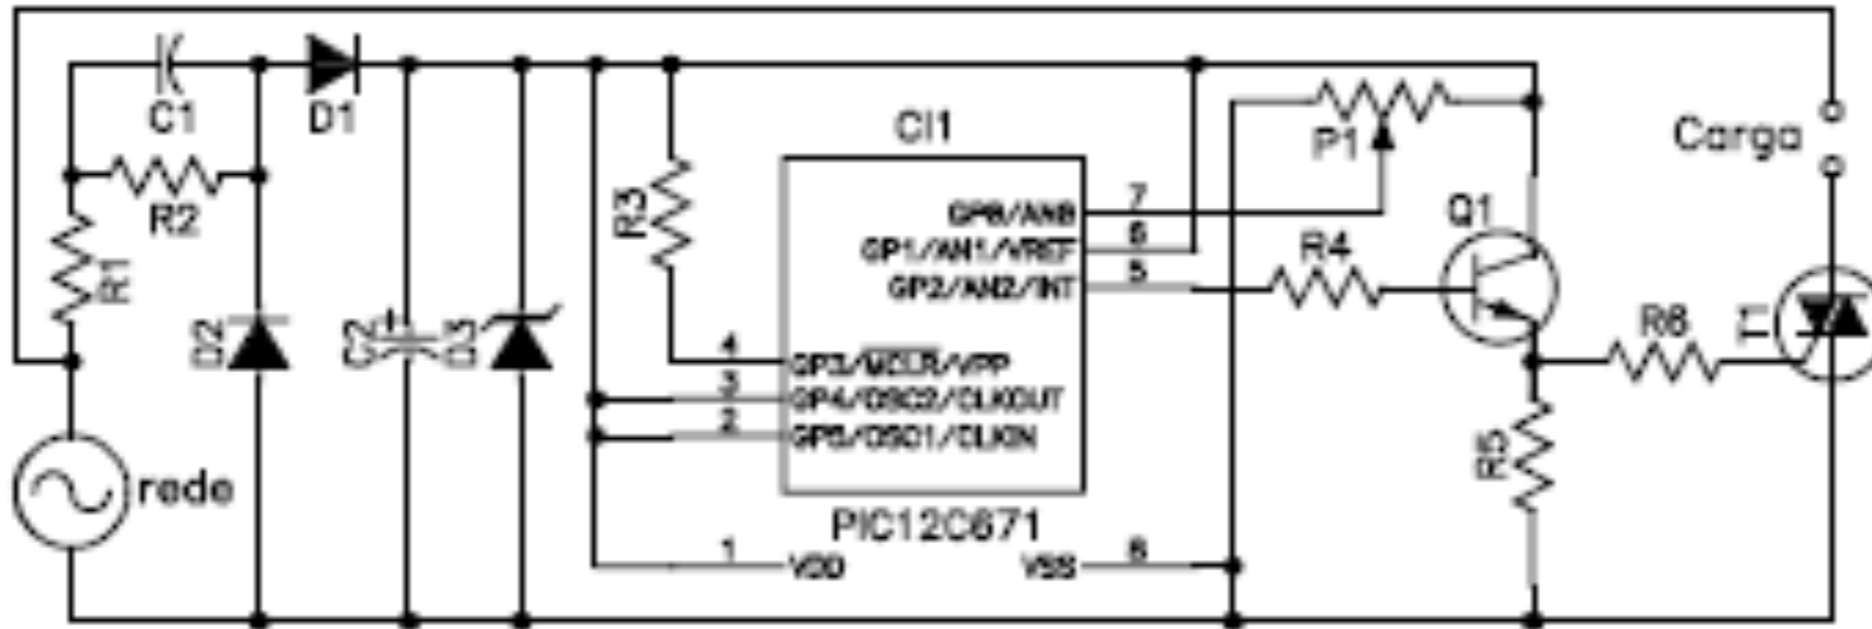 C1
D1
R2
R1
D2
C2
+
D3
rede
R3
CI1
GP0/AN0
7
GP1/AN1/VREF
6
GP2/AN2/INT
5
4
GP3/MCLR/VPP
3
GP4/OSC2/CLKOUT
2
GP5/OSC1/CLKIN
PIC12C671
1
VDD
VSS
8
P1
R4
Q1
Carga
R6
T1
R5